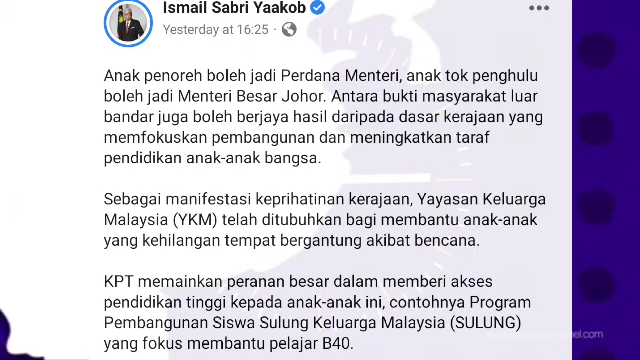 Ismail Sabri Yaakob
Yesterday at 16:25 ·
Anak penoreh boleh jadi Perdana Menteri, anak tok penghulu
boleh jadi Menteri Besar Johor. Antara bukti masyarakat luar
bandar juga boleh berjaya hasil daripada dasar kerajaan yang
memfokuskan pembangunan dan meningkatkan taraf
pendidikan anak-anak bangsa.
Sebagai manifestasi keprihatinan kerajaan, Yayasan Keluarga
Malaysia (YKM) telah ditubuhkan bagi membantu anak-anak
yang kehilangan tempat bergantung akibat bencana.
KPT memainkan peranan besar dalam memberi akses
pendidikan tinggi kepada anak-anak ini, contohnya Program
Pembangunan Siswa Sulung Keluarga Malaysia (SULUNG)
yang fokus membantu pelajar B40.